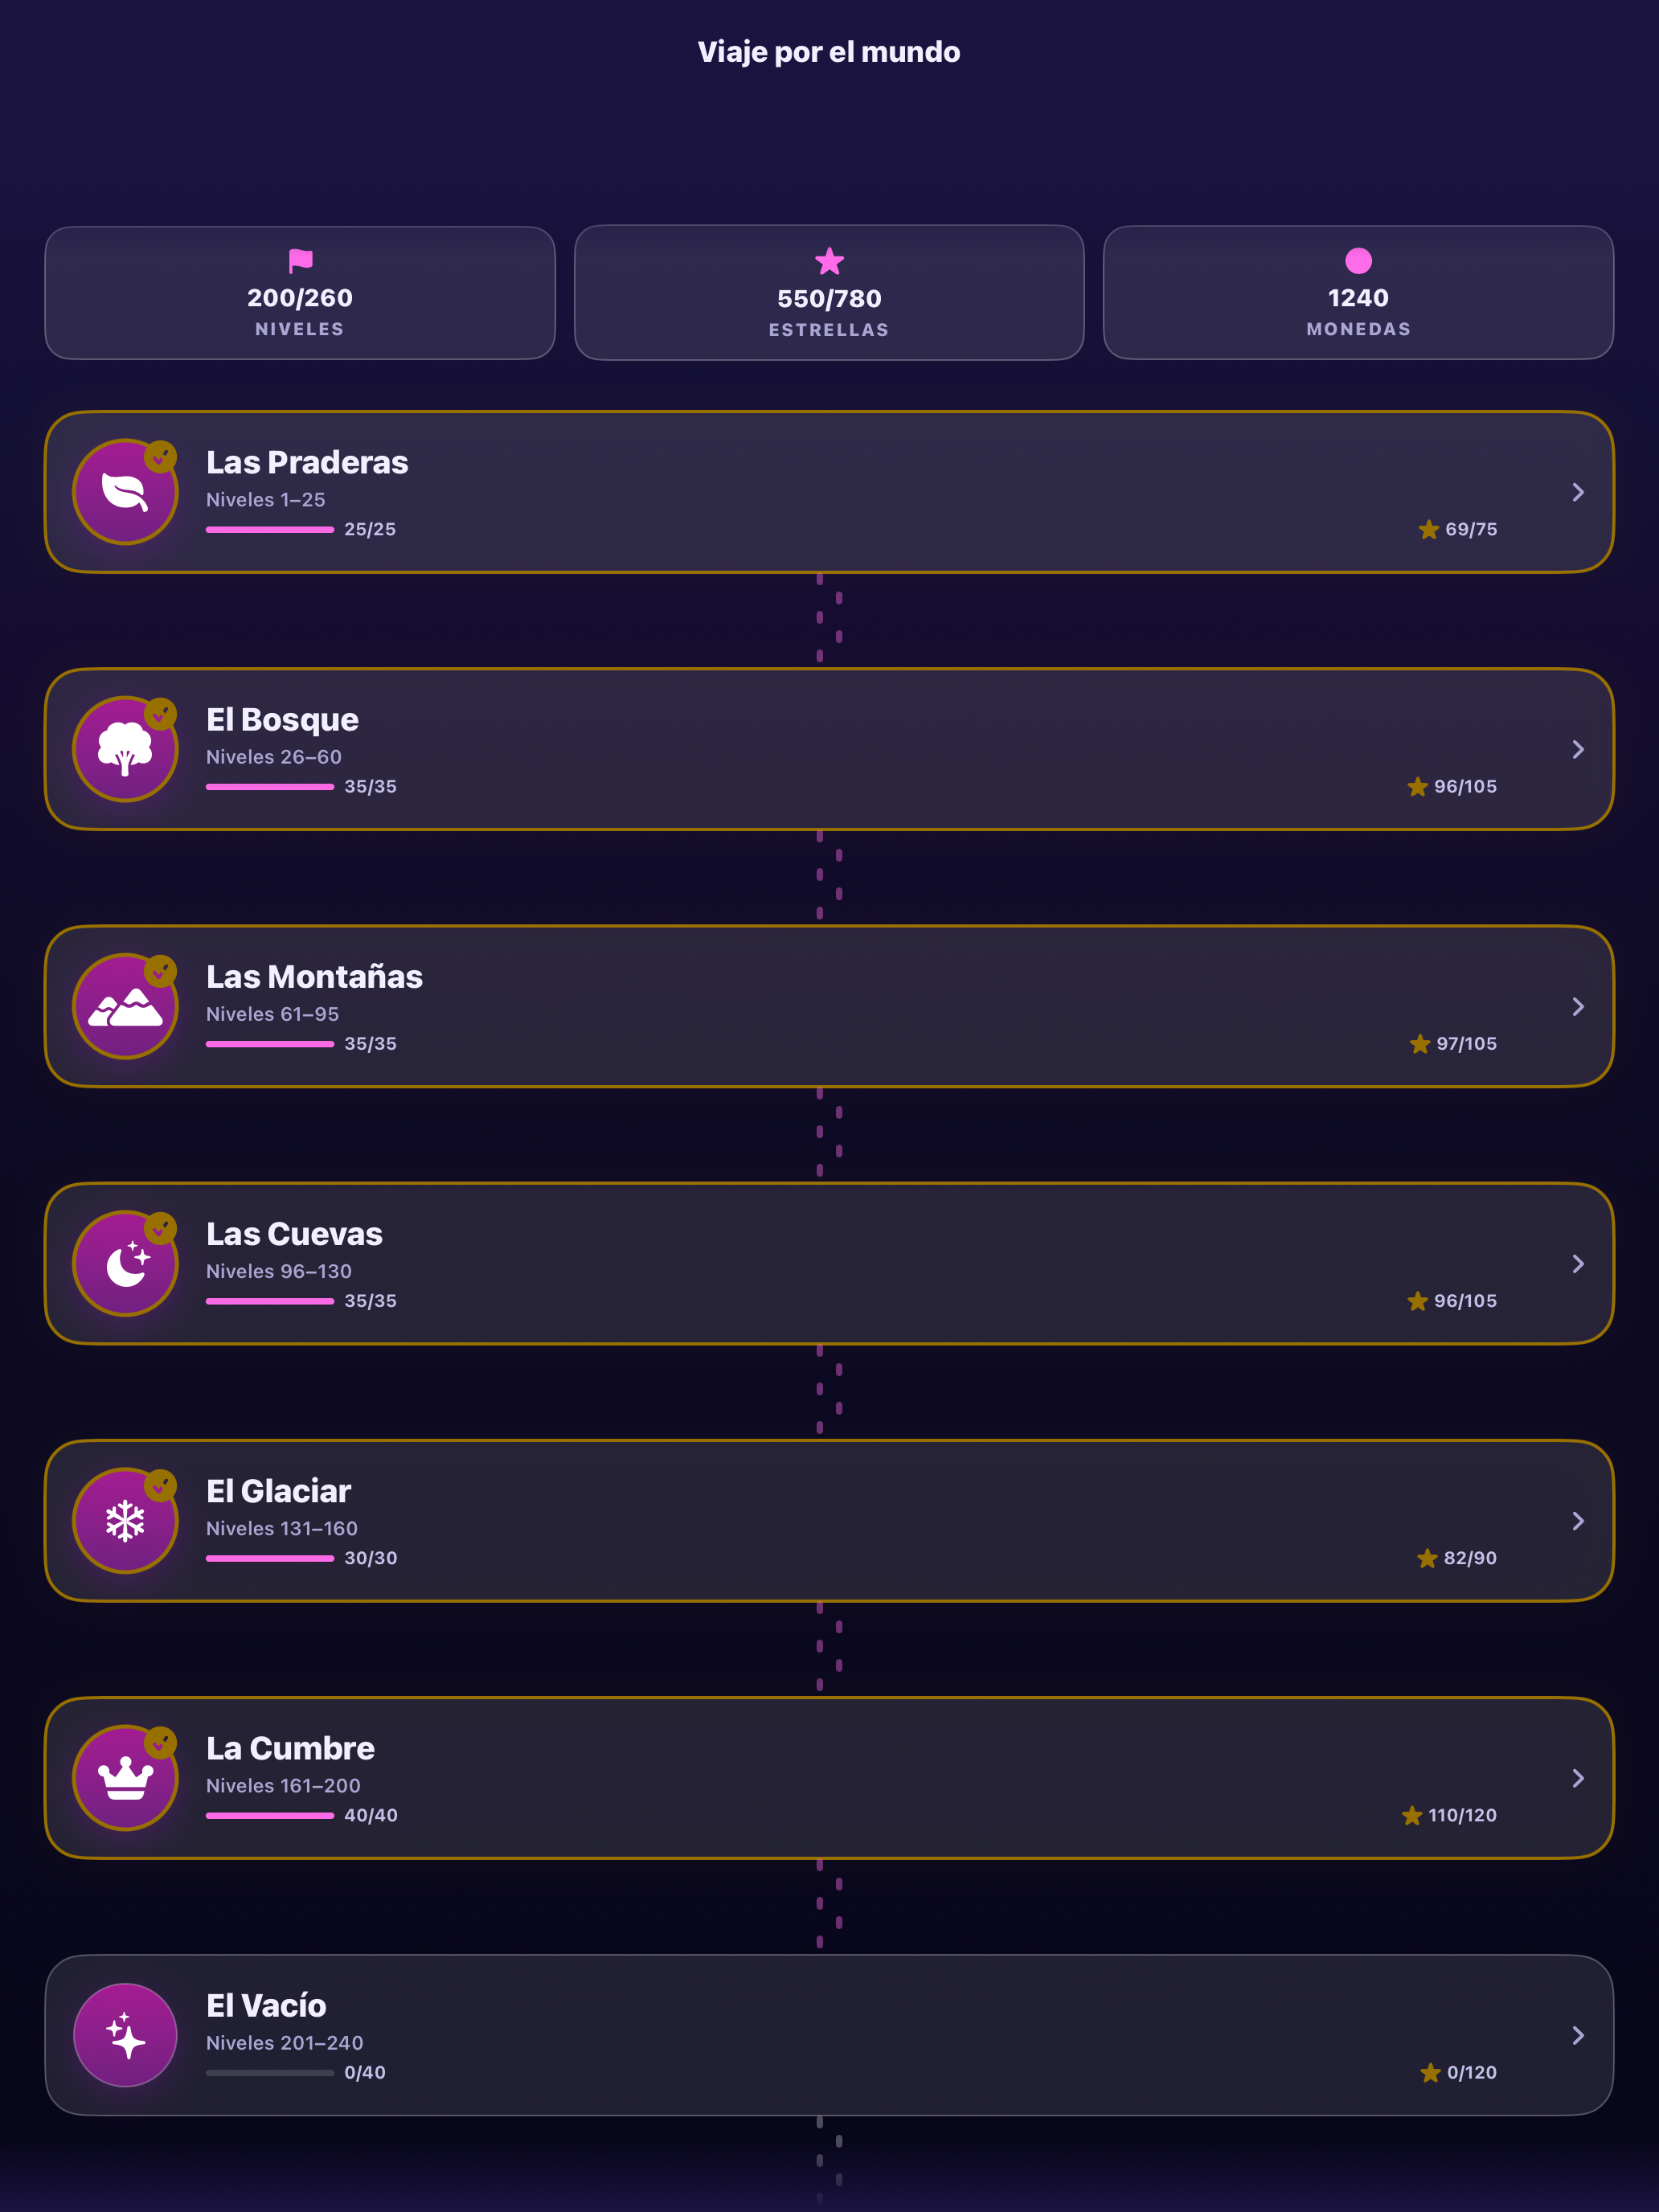 Viaje por el mundo
200/260
NIVELES
550/780
ESTRELLAS
1240
MONEDAS
Las Praderas
Niveles 1–25
25/25
69/75
El Bosque
Niveles 26–60
35/35
96/105
Las Montañas
Niveles 61–95
35/35
97/105
Las Cuevas
Niveles 96–130
35/35
96/105
El Glaciar
Niveles 131–160
30/30
82/90
La Cumbre
Niveles 161–200
40/40
110/120
El Vacío
Niveles 201–240
0/40
0/120